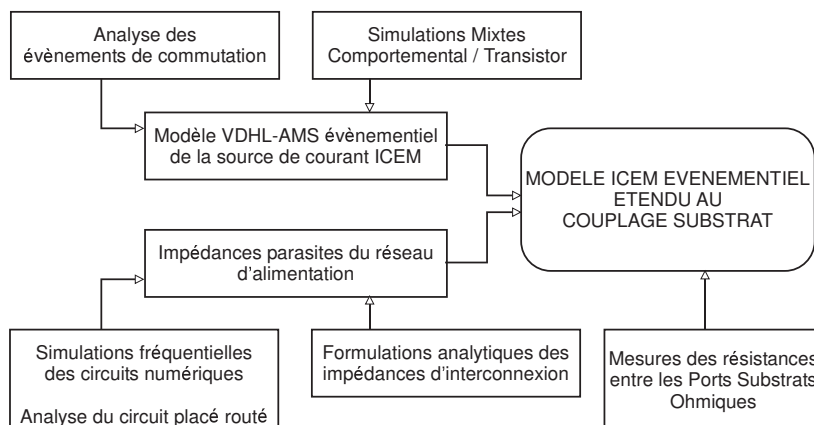 Analyse des
évènements de commutation
Simulations Mixtes
Comportemental / Transistor
Modèle VDHL-AMS évènementiel
de la source de courant ICEM
MODELE ICEM EVENEMENTIEL
ETENDU AU
COUPLAGE SUBSTRAT
Impédances parasites du réseau
d'alimentation
Simulations fréquentielles
des circuits numériques
Analyse du circuit placé routé
Formulations analytiques des
impédances d'interconnexion
Mesures des résistances
entre les Ports Substrats
Ohmiques